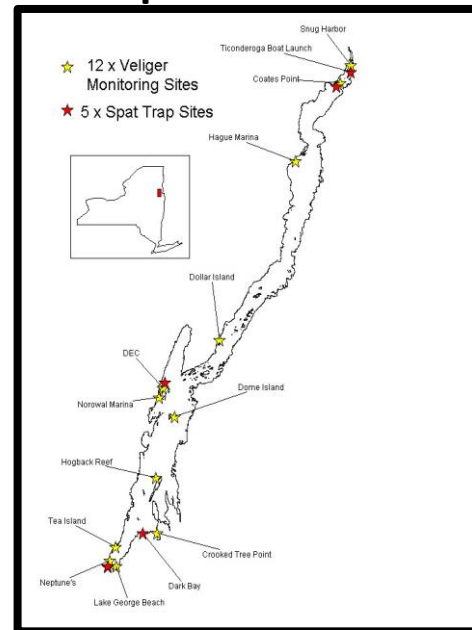 12 x Veliger
Monitoring Sites
5 x Spat Trap Sites
Snug Harbor
Ticonderoga Boat Launch
Coates Point
Hague Marina
Dollar Island
DEC
Norowal Marina
Dome Island
Hogback Reef
Tea Island
Crooked Tree Point
Neptune's
Dark Bay
Lake George Beach